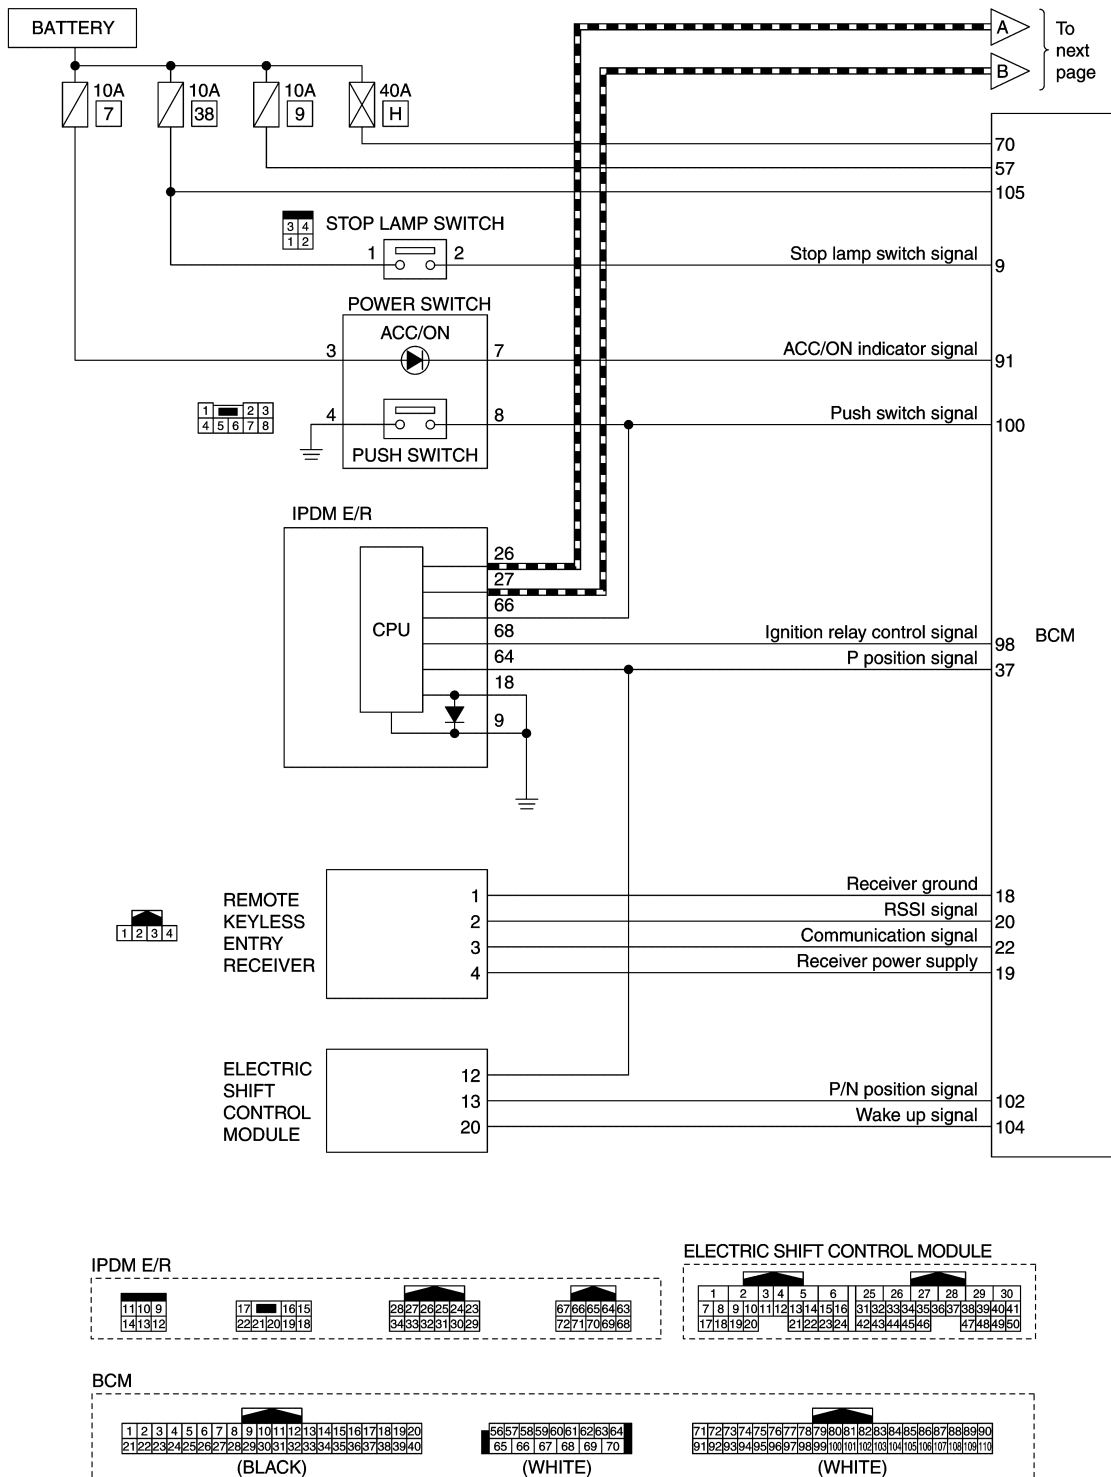 BATTERY
A
B
To
next
page
10A
7
10A
38
10A
9
40A
H
70
57
105
3 4
1 2
STOP LAMP SWITCH
1
2
Stop lamp switch signal
9
POWER SWITCH
ACC/ON
3
7
ACC/ON indicator signal
91
1 2 3
4 5 6 7 8
4
8
Push switch signal
100
PUSH SWITCH
IPDM E/R
CPU
26
27
66
68
Ignition relay control signal
98
BCM
64
P position signal
37
18
9
REMOTE
KEYLESS
ENTRY
RECEIVER
1 2 3 4
1
Receiver ground
18
2
RSSI signal
20
3
Communication signal
22
4
Receiver power supply
19
ELECTRIC
SHIFT
CONTROL
MODULE
12
13
P/N position signal
102
20
Wake up signal
104
IPDM E/R
11 10 9
14 13 12
17 16 15
22 21 20 19 18
28 27 26 25 24 23
34 33 32 31 30 29
67 66 65 64 63
72 71 70 69 68
ELECTRIC SHIFT CONTROL MODULE
1 2 3 4 5 6 25 26 27 28 29 30
7 8 9 10 11 12 13 14 15 16 31 32 33 34 35 36 37 38 39 40 41
17 18 19 20 21 22 23 24 42 43 44 45 46 47 48 49 50
BCM
1 2 3 4 5 6 7 8 9 10 11 12 13 14 15 16 17 18 19 20
21 22 23 24 25 26 27 28 29 30 31 32 33 34 35 36 37 38 39 40
(BLACK)
56 57 58 59 60 61 62 63 64
65 66 67 68 69 70
(WHITE)
71 72 73 74 75 76 77 78 79 80 81 82 83 84 85 86 87 88 89 90
91 92 93 94 95 96 97 98 99 100 101 102 103 104 105 106 107 108 109 110
(WHITE)